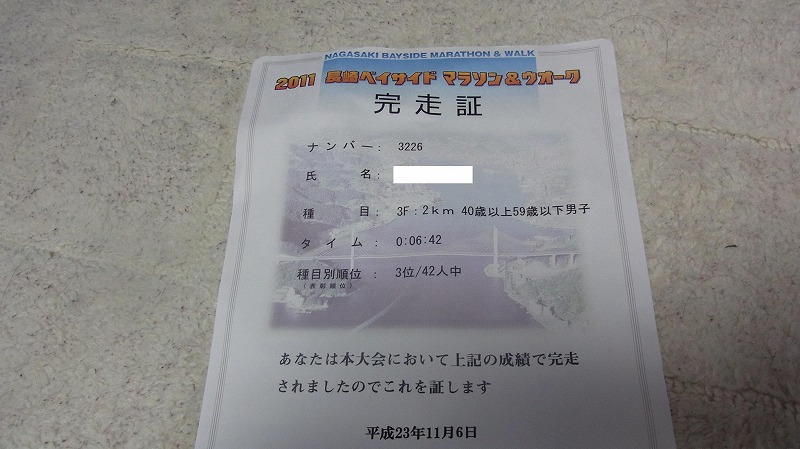 NAGASAKI BAYSIDE MARATHON & WALK
2011 長崎ベイサイド マラソン&ウオーク
完走証
ナンバー: 3226
氏 名:
種 目: 3F:2km 40歳以上59歳以下男子
タイム: 0:06:42
種目別順位: 3位/42人中
(表彰順位)
あなたは本大会において上記の成績で完走
されましたのでこれを証します
平成23年11月6日